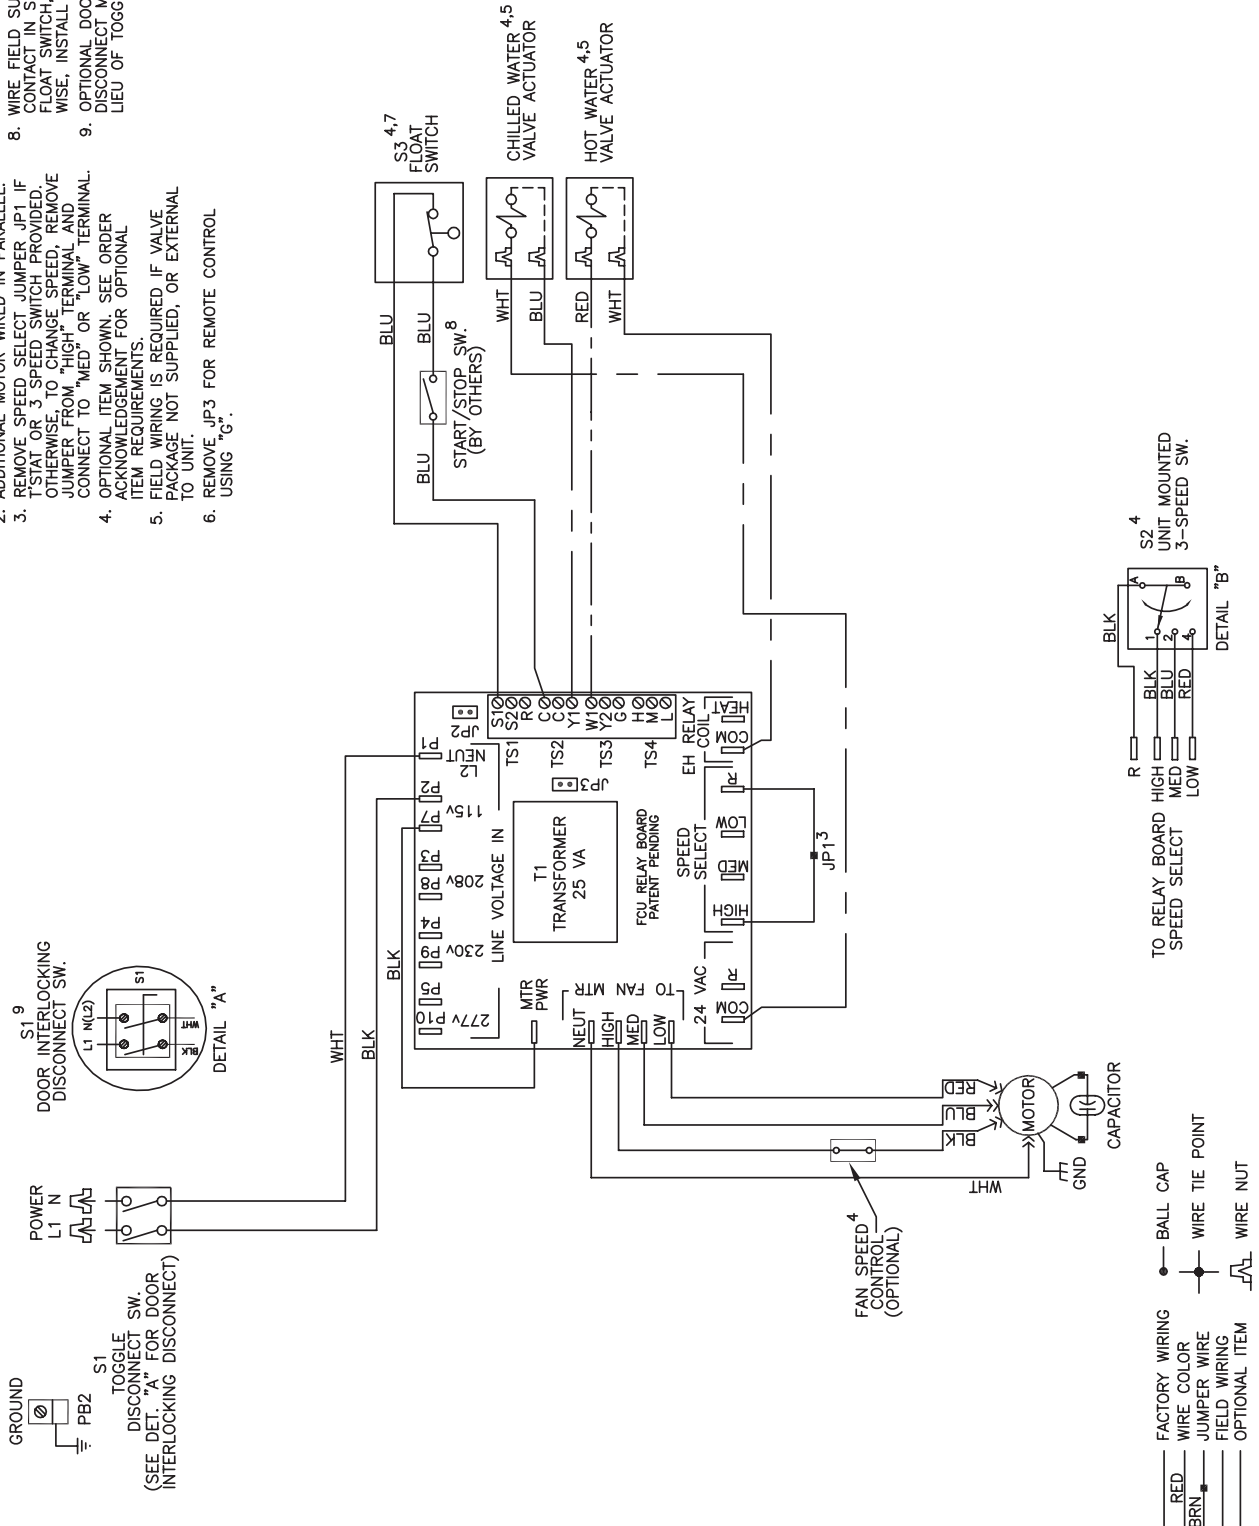 2. ADDITIONAL MOTOR WIRED IN PARALLEL.
3. REMOVE SPEED SELECT JUMPER JP1 IF
T'STAT OR 3 SPEED SWITCH PROVIDED.
OTHERWISE, TO CHANGE SPEED, REMOVE
JUMPER FROM "HIGH" TERMINAL AND
CONNECT TO "MED" OR "LOW" TERMINAL.
4. OPTIONAL ITEM SHOWN. SEE ORDER
ACKNOWLEDGEMENT FOR OPTIONAL
ITEM REQUIREMENTS.
5. FIELD WIRING IS REQUIRED IF VALVE
PACKAGE NOT SUPPLIED, OR EXTERNAL
TO UNIT.
6. REMOVE JP3 FOR REMOTE CONTROL
USING "G".
8. WIRE FIELD SU
CONTACT IN S
FLOAT SWITCH,
WISE, INSTALL
9. OPTIONAL DOO
DISCONNECT M
LIEU OF TOGG
GROUND
PB2
S1
TOGGLE
DISCONNECT SW.
(SEE DET. "A" FOR DOOR
INTERLOCKING DISCONNECT)
POWER
L1 N
S1 9
DOOR INTERLOCKING
DISCONNECT SW.
L1 N(L2)
S1
BLK
WHT
DETAIL "A"
WHT
BLK
BLK
S3 4,7
FLOAT
SWITCH
BLU
BLU
BLU
START/STOP SW. 8
(BY OTHERS)
CHILLED WATER 4,5
VALVE ACTUATOR
WHT
BLU
HOT WATER 4,5
VALVE ACTUATOR
RED
WHT
P10
P5
277v
P9
P4
230v
P8
P3
208v
P7
P2
115v
P1
NEUT
L2
LINE VOLTAGE IN
JP2
JP3
S1
S2
R
C
C
Y1
W1
Y2
G
H
M
L
TS1
TS2
TS3
TS4
T1
TRANSFORMER
25 VA
FCU RELAY BOARD
PATENT PENDING
MTR
PWR
TO FAN MTR
NEUT
HIGH
MED
LOW
24 VAC
COM
R
SPEED
SELECT
HIGH
MED
LOW
R
EH RELAY
COIL
COM
HEAT
JP1 3
RED
BLU
BLK
WHT
MOTOR
GND
CAPACITOR
FAN SPEED 4
CONTROL
(OPTIONAL)
S2 4
UNIT MOUNTED
3-SPEED SW.
A
B
1
2
4
DETAIL "B"
BLK
BLK
BLU
RED
R
HIGH
MED
LOW
TO RELAY BOARD
SPEED SELECT
FACTORY WIRING
RED
WIRE COLOR
BRN
JUMPER WIRE
FIELD WIRING
OPTIONAL ITEM
BALL CAP
WIRE TIE POINT
WIRE NUT